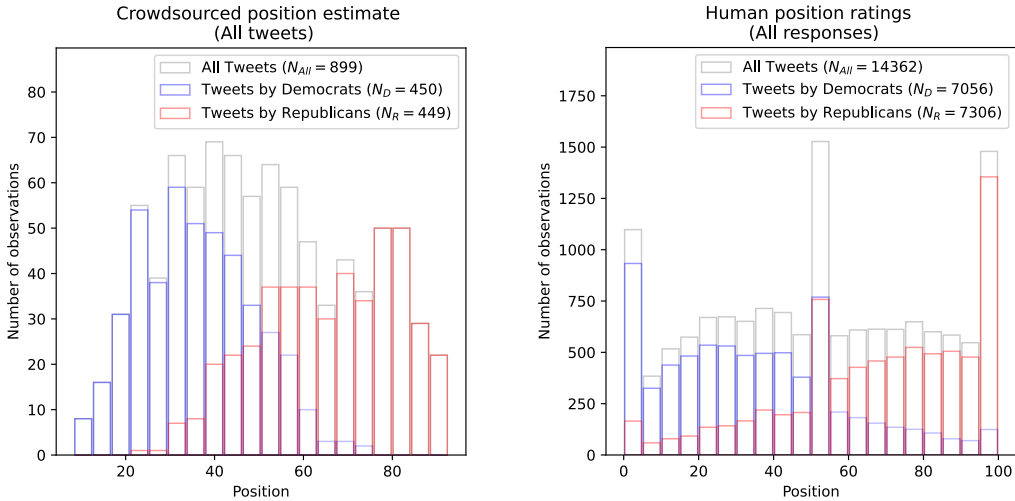 Crowdsourced position estimate
(All tweets)
All Tweets (N_All = 899)
Tweets by Democrats (N_D = 450)
Tweets by Republicans (N_R = 449)
Number of observations
80
70
60
50
40
30
20
10
0
20 40 60 80
Position
Human position ratings
(All responses)
All Tweets (N_All = 14362)
Tweets by Democrats (N_D = 7056)
Tweets by Republicans (N_R = 7306)
Number of observations
1750
1500
1250
1000
750
500
250
0
0 20 40 60 80 100
Position